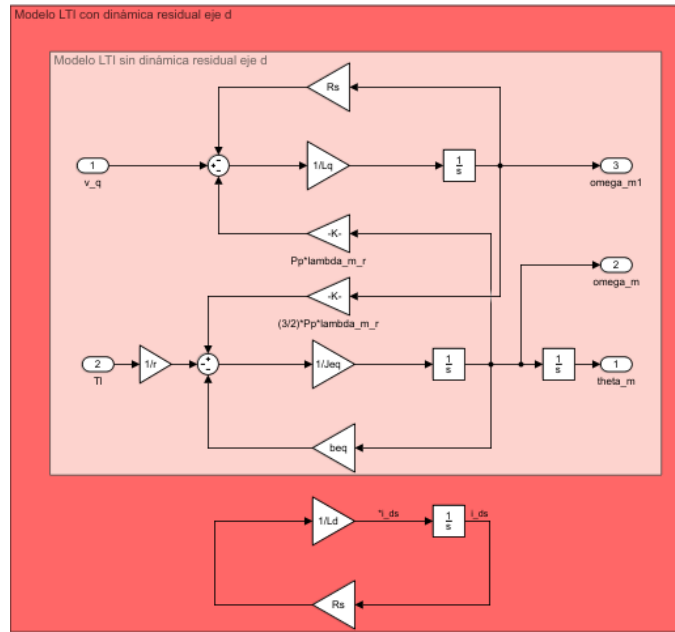 Modelo LTI con dinámica residual eje d
Modelo LTI sin dinámica residual eje d
Rs
1
v_q
1/Lq
1
s
3
omega_m1
-K-
Pp*lambda_m_r
2
omega_m
-K-
(3/2)*Pp*lambda_m_r
2
Tl
1/r
1/Jeq
1
s
1
s
1
theta_m
beq
1/Ld
*i_ds
1
s
i_ds
Rs